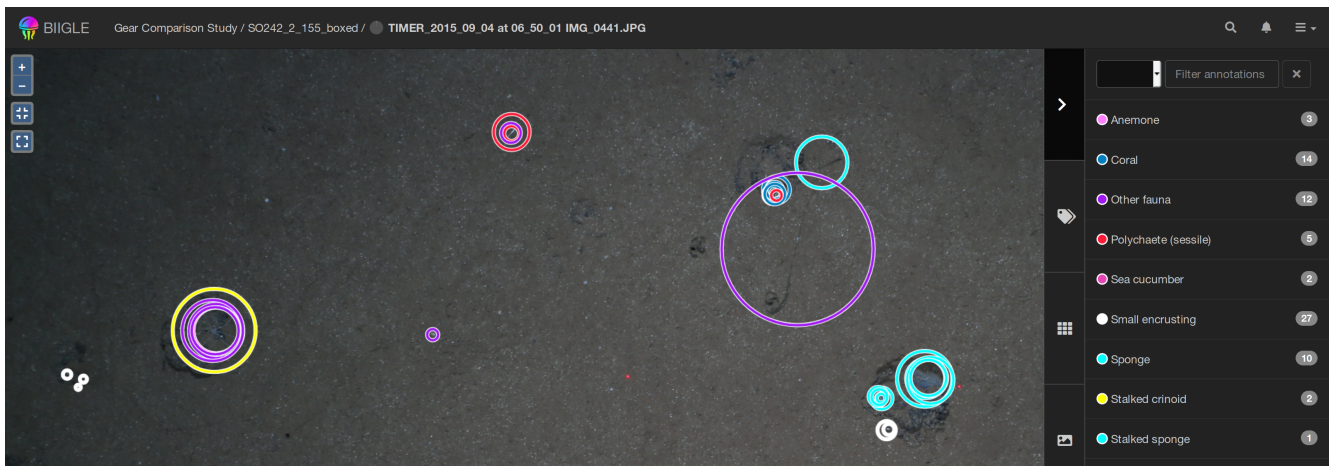 BIIGLE Gear Comparison Study / SO242_2_155_boxed / TIMER_2015_09_04 at 06_50_01 IMG_0441.JPG
Filter annotations
Anemone 3
Coral 14
Other fauna 12
Polychaete (sessile) 5
Sea cucumber 2
Small encrusting 27
Sponge 10
Stalked crinoid 2
Stalked sponge 1